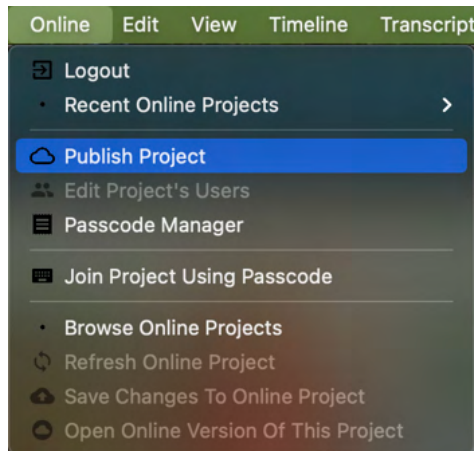 Online Edit View Timeline Transcript
Logout
Recent Online Projects
Publish Project
Edit Project's Users
Passcode Manager
Join Project Using Passcode
Browse Online Projects
Refresh Online Project
Save Changes To Online Project
Open Online Version Of This Project